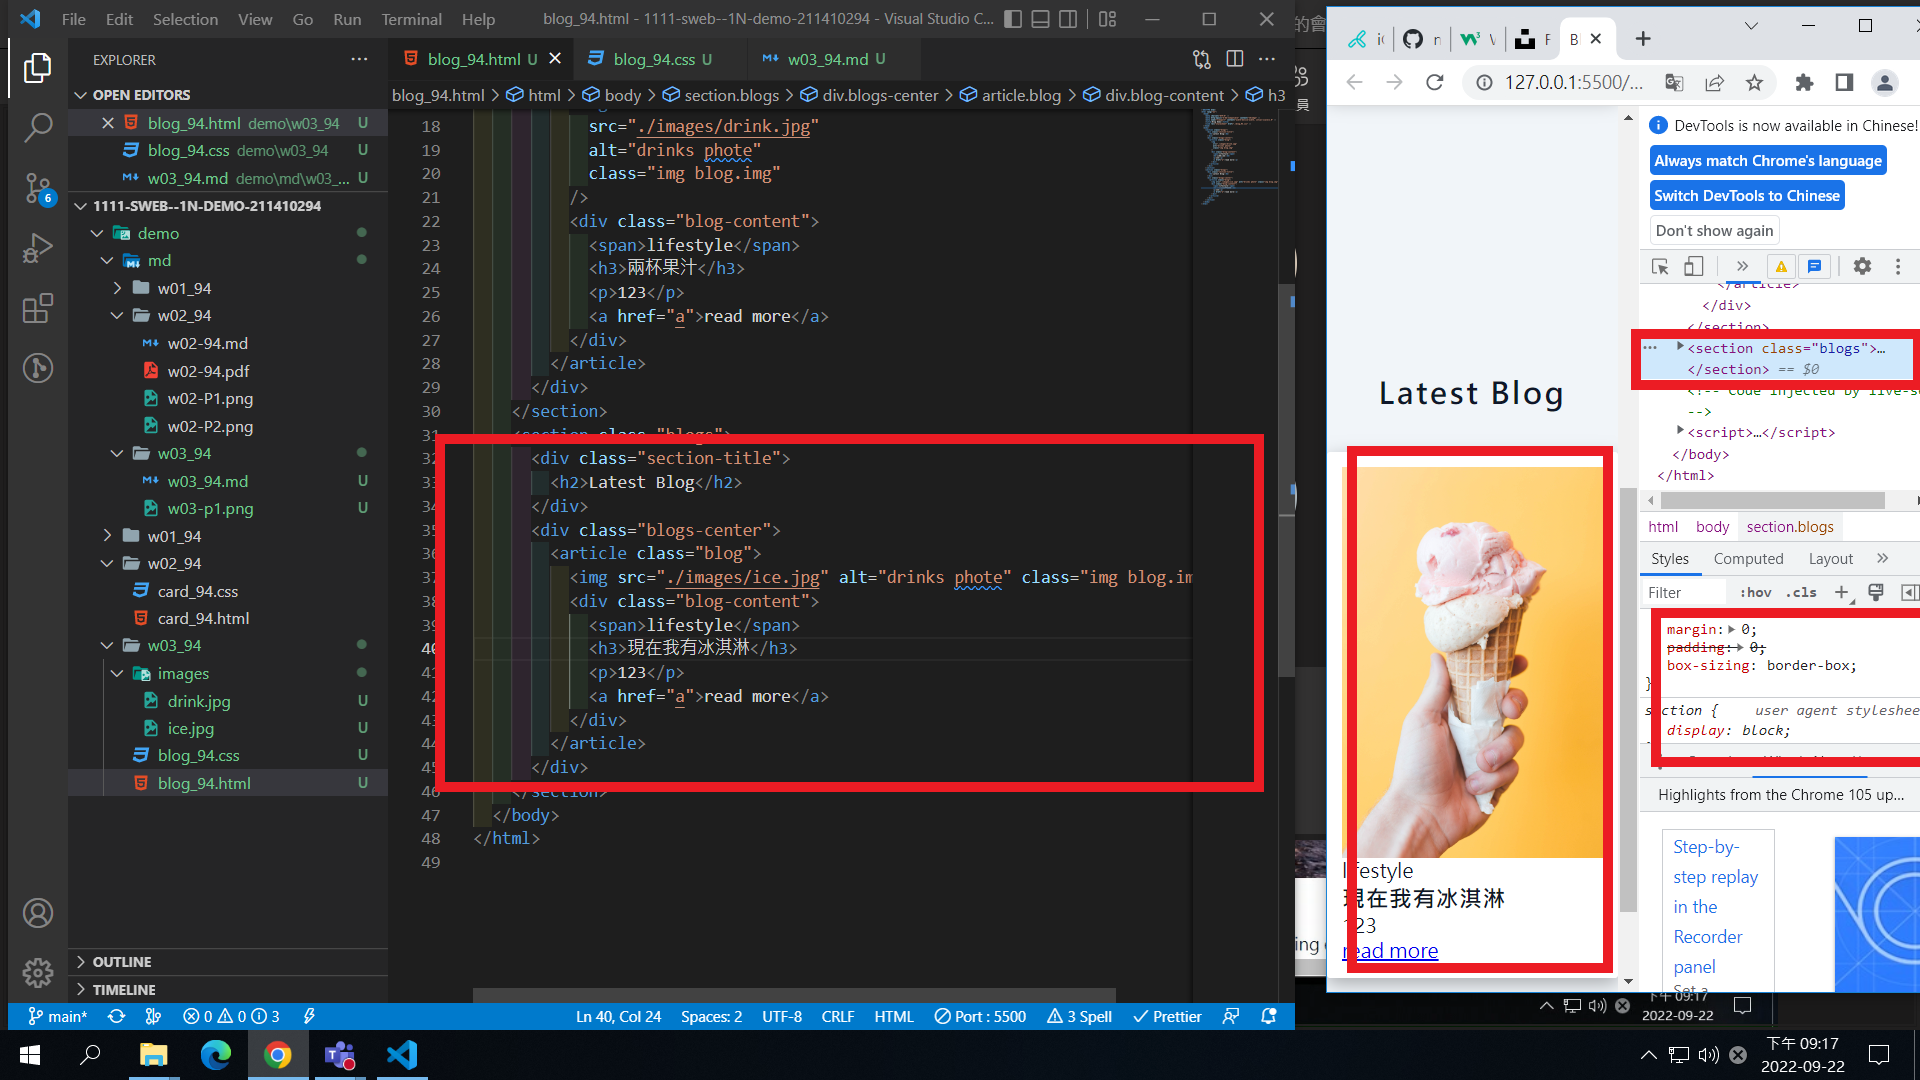 File Edit Selection View Go Run Terminal Help blog_94.html - 1111-sweb--1N-demo-211410294 - Visual Studio C...
EXPLORER
OPEN EDITORS
blog_94.html demo\w03_94 U
blog_94.css demo\w03_94 U
w03_94.md demo\md\w03_... U
1111-SWEB--1N-DEMO-211410294
demo
md
w01_94
w02_94
w02-94.md
w02-94.pdf
w02-P1.png
w02-P2.png
w03_94
w03_94.md U
w03-p1.png U
w01_94
w02_94
card_94.css
card_94.html
w03_94
images
drink.jpg U
ice.jpg U
blog_94.css U
blog_94.html U
OUTLINE
TIMELINE
6
blog_94.html U
blog_94.css U
w03_94.md U
blog_94.html > html > body > section.blogs > div.blogs-center > article.blog > div.blog-content > h3
18 src="./images/drink.jpg"
19 alt="drinks phote"
20 class="img blog.img"
21 />
22 <div class="blog-content">
23 <span>lifestyle</span>
24 <h3>兩杯果汁</h3>
25 <p>123</p>
26 <a href="a">read more</a>
27 </div>
28 </article>
29 </div>
30 </section>
31 <section class="blogs">
32 <div class="section-title">
33 <h2>Latest Blog</h2>
34 </div>
35 <div class="blogs-center">
36 <article class="blog">
37 <img src="./images/ice.jpg" alt="drinks phote" class="img blog.im
38 <div class="blog-content">
39 <span>lifestyle</span>
40 <h3>現在我有冰淇淋</h3>
41 <p>123</p>
42 <a href="a">read more</a>
43 </div>
44 </article>
45 </div>
46 </section>
47 </body>
48 </html>
49
main* 0 0 3
Ln 40, Col 24 Spaces: 2 UTF-8 CRLF HTML Port : 5500 3 Spell Prettier
的會
員
ing
127.0.0.1:5500/...
Latest Blog
lifestyle
現在我有冰淇淋
123
read more
DevTools is now available in Chinese!
Always match Chrome's language
Switch DevTools to Chinese
Don't show again
</article>
</div>
</section>
<section class="blogs">…
</section> == $0
<!-- Code injected by live-s
-->
<script>…</script>
</body>
</html>
html body section.blogs
Styles Computed Layout
Filter :hov .cls
margin: 0;
padding: 0;
box-sizing: border-box;
}
section { user agent styleshee
display: block;
Highlights from the Chrome 105 up...
Step-by-
step replay
in the
Recorder
panel
Set a
下午 09:17
2022-09-22
下午 09:17
2022-09-22